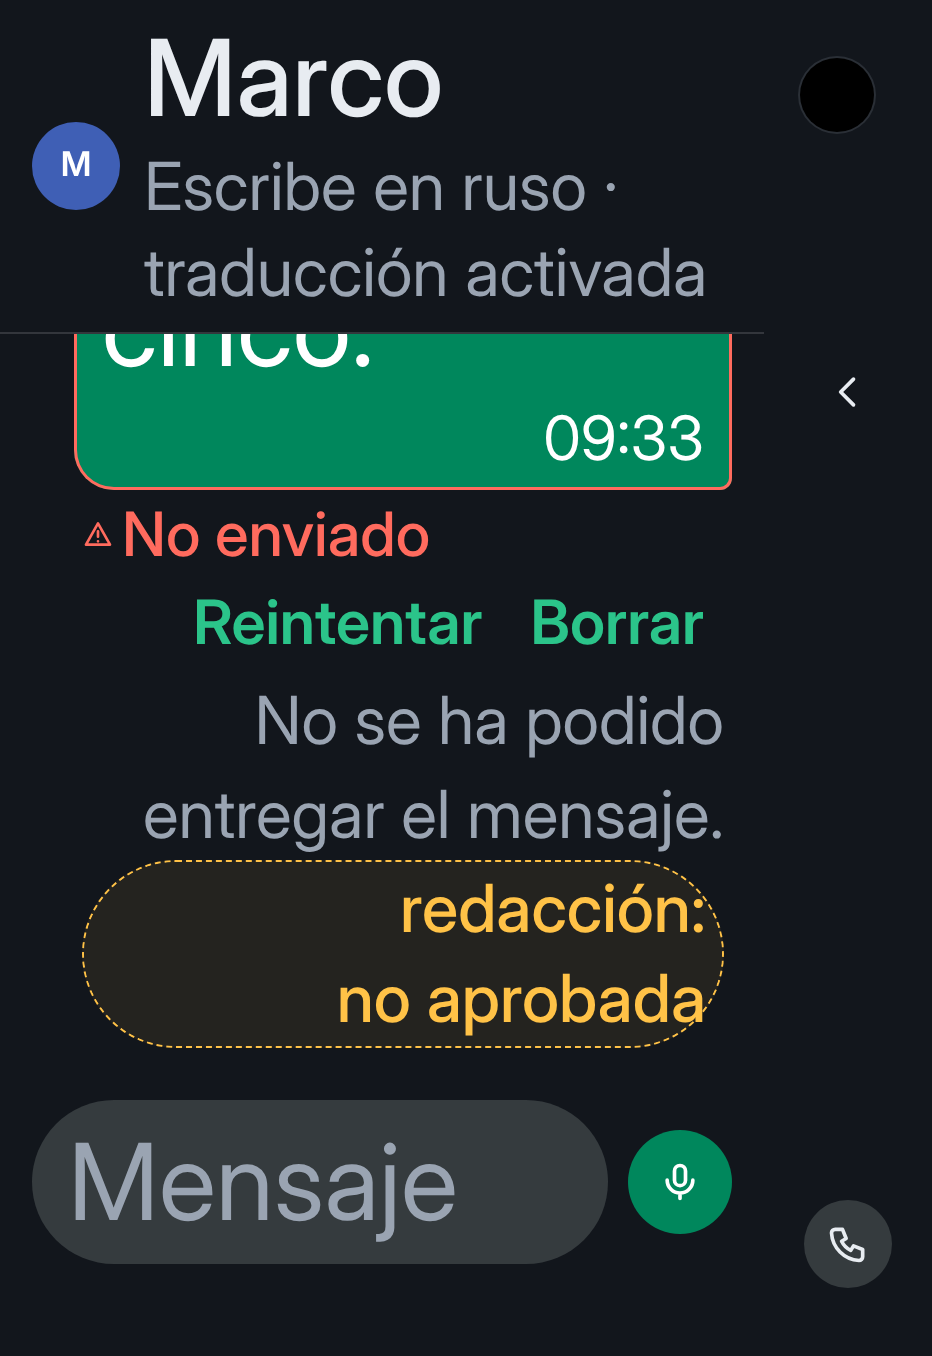 Marco
M
Escribe en ruso ·
traducción activada
cinco.
09:33
No enviado
Reintentar Borrar
No se ha podido
entregar el mensaje.
redacción:
no aprobada
Mensaje